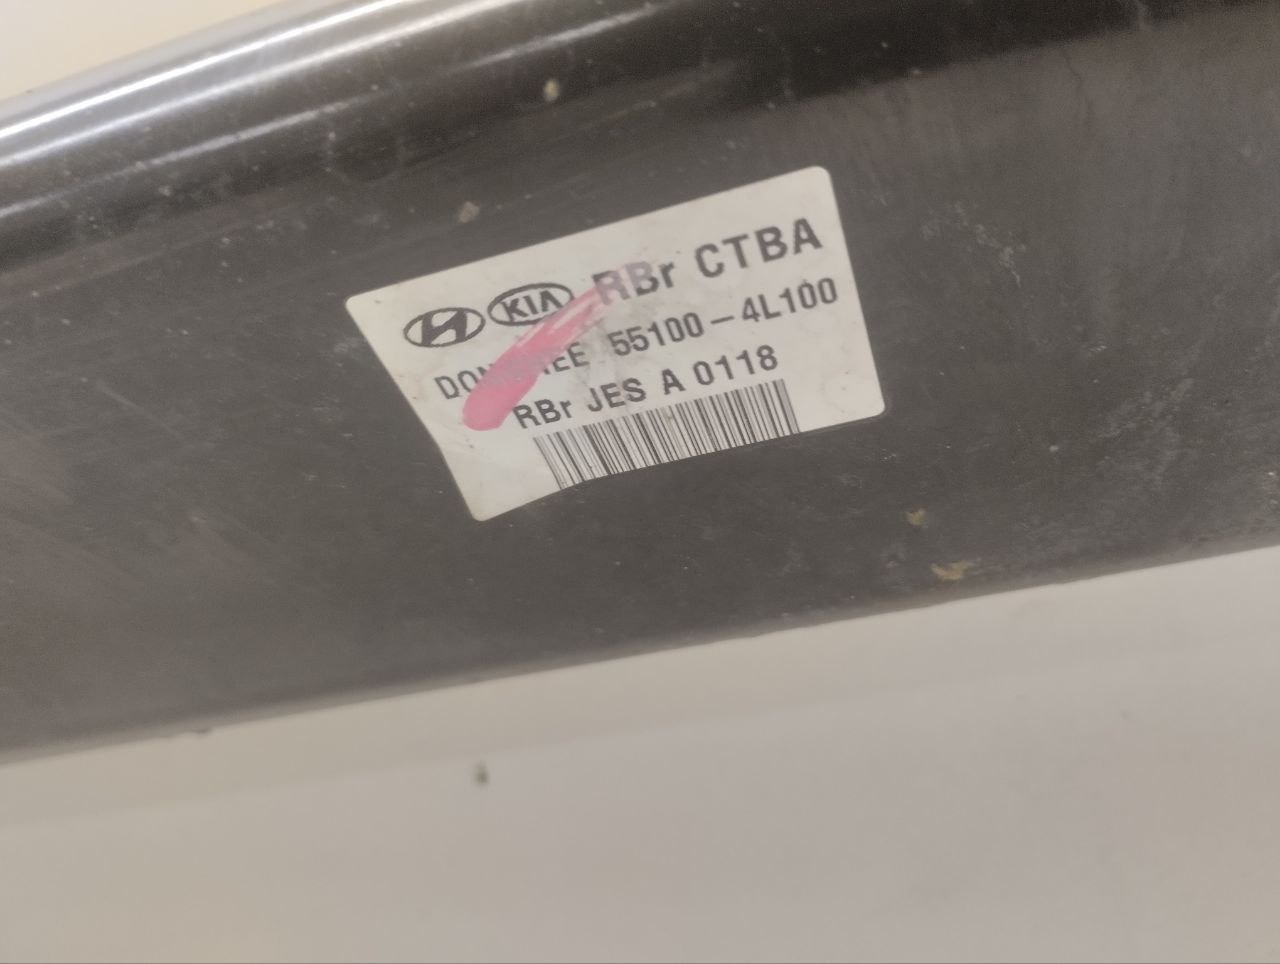 KIA RBr CTBA
55100-4L100
RBr JES A 0118